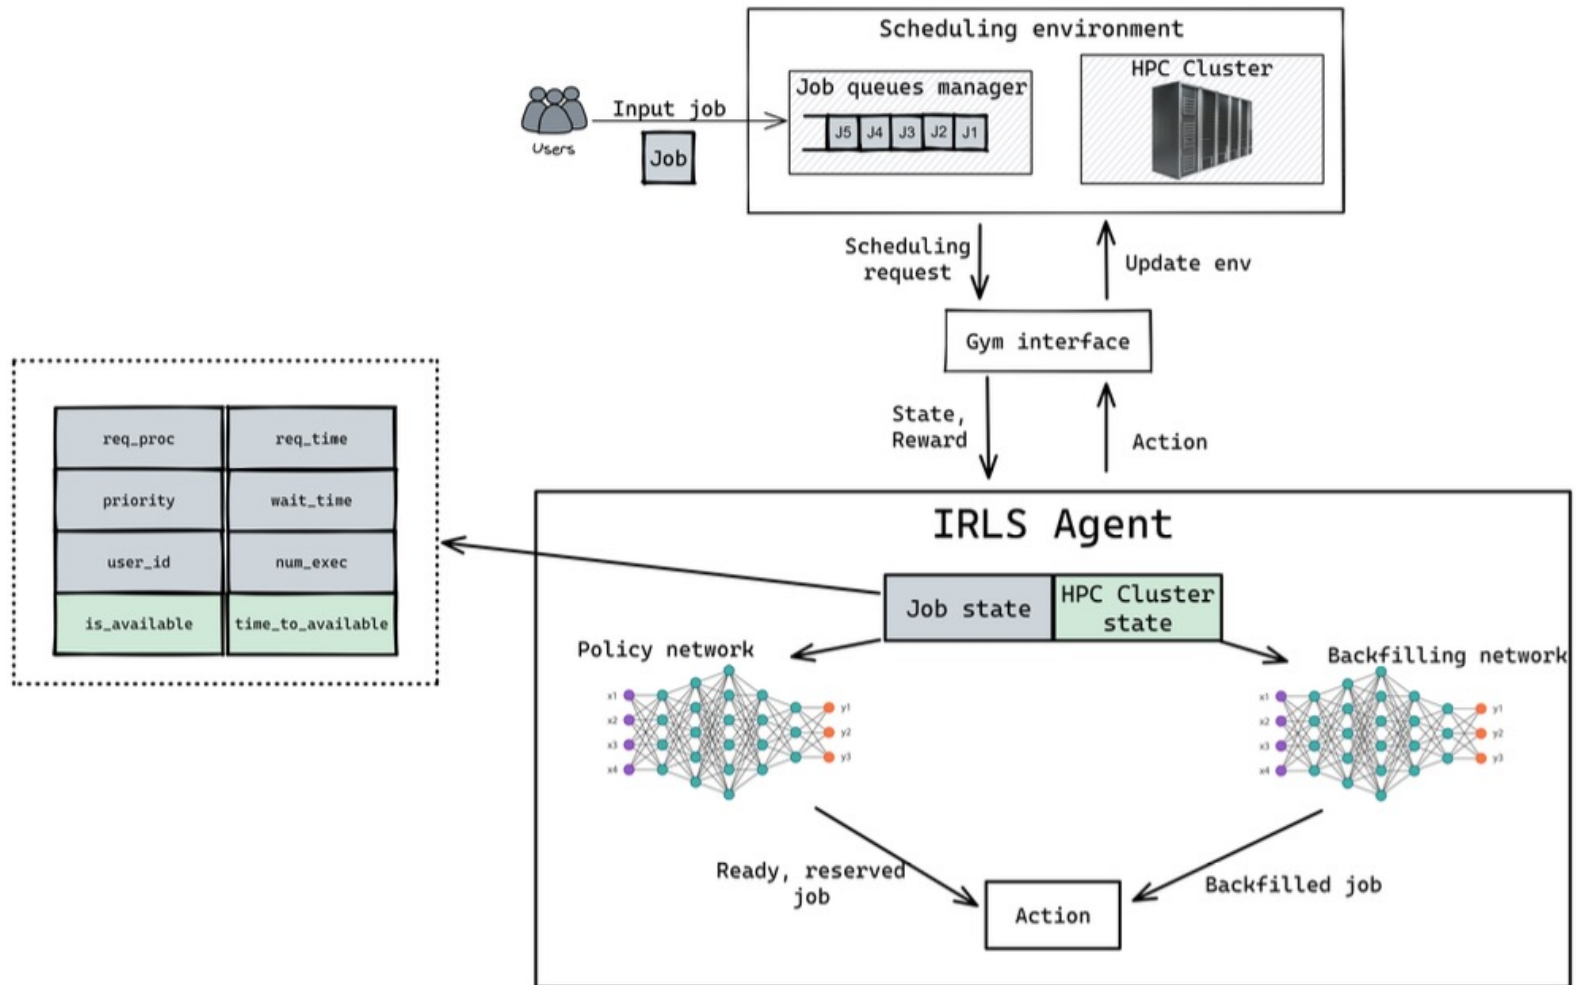 Scheduling environment
Users
Input job
Job
Job queues manager
J5 J4 J3 J2 J1
HPC Cluster
Scheduling
request
Update env
Gym interface
State,
Reward
Action
req_proc req_time
priority wait_time
user_id num_exec
is_available time_to_available
IRLS Agent
Job state
HPC Cluster
state
Policy network
x1
x2
x3
x4
y1
y2
y3
Backfilling network
x1
x2
x3
x4
y1
y2
y3
Ready, reserved
job
Backfilled job
Action